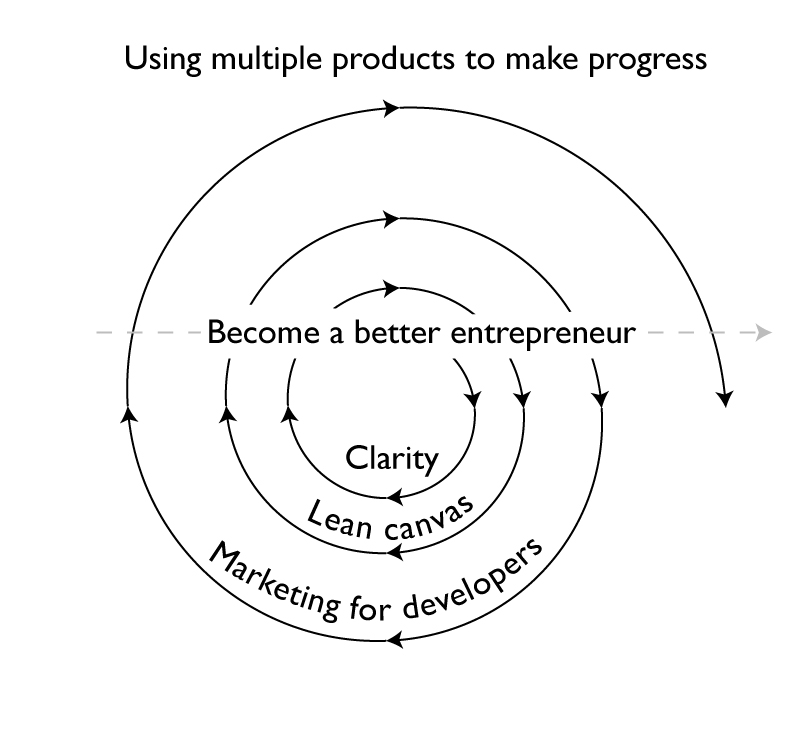 Using multiple products to make progress
Become a better entrepreneur
Clarity
Lean canvas
Marketing for developers